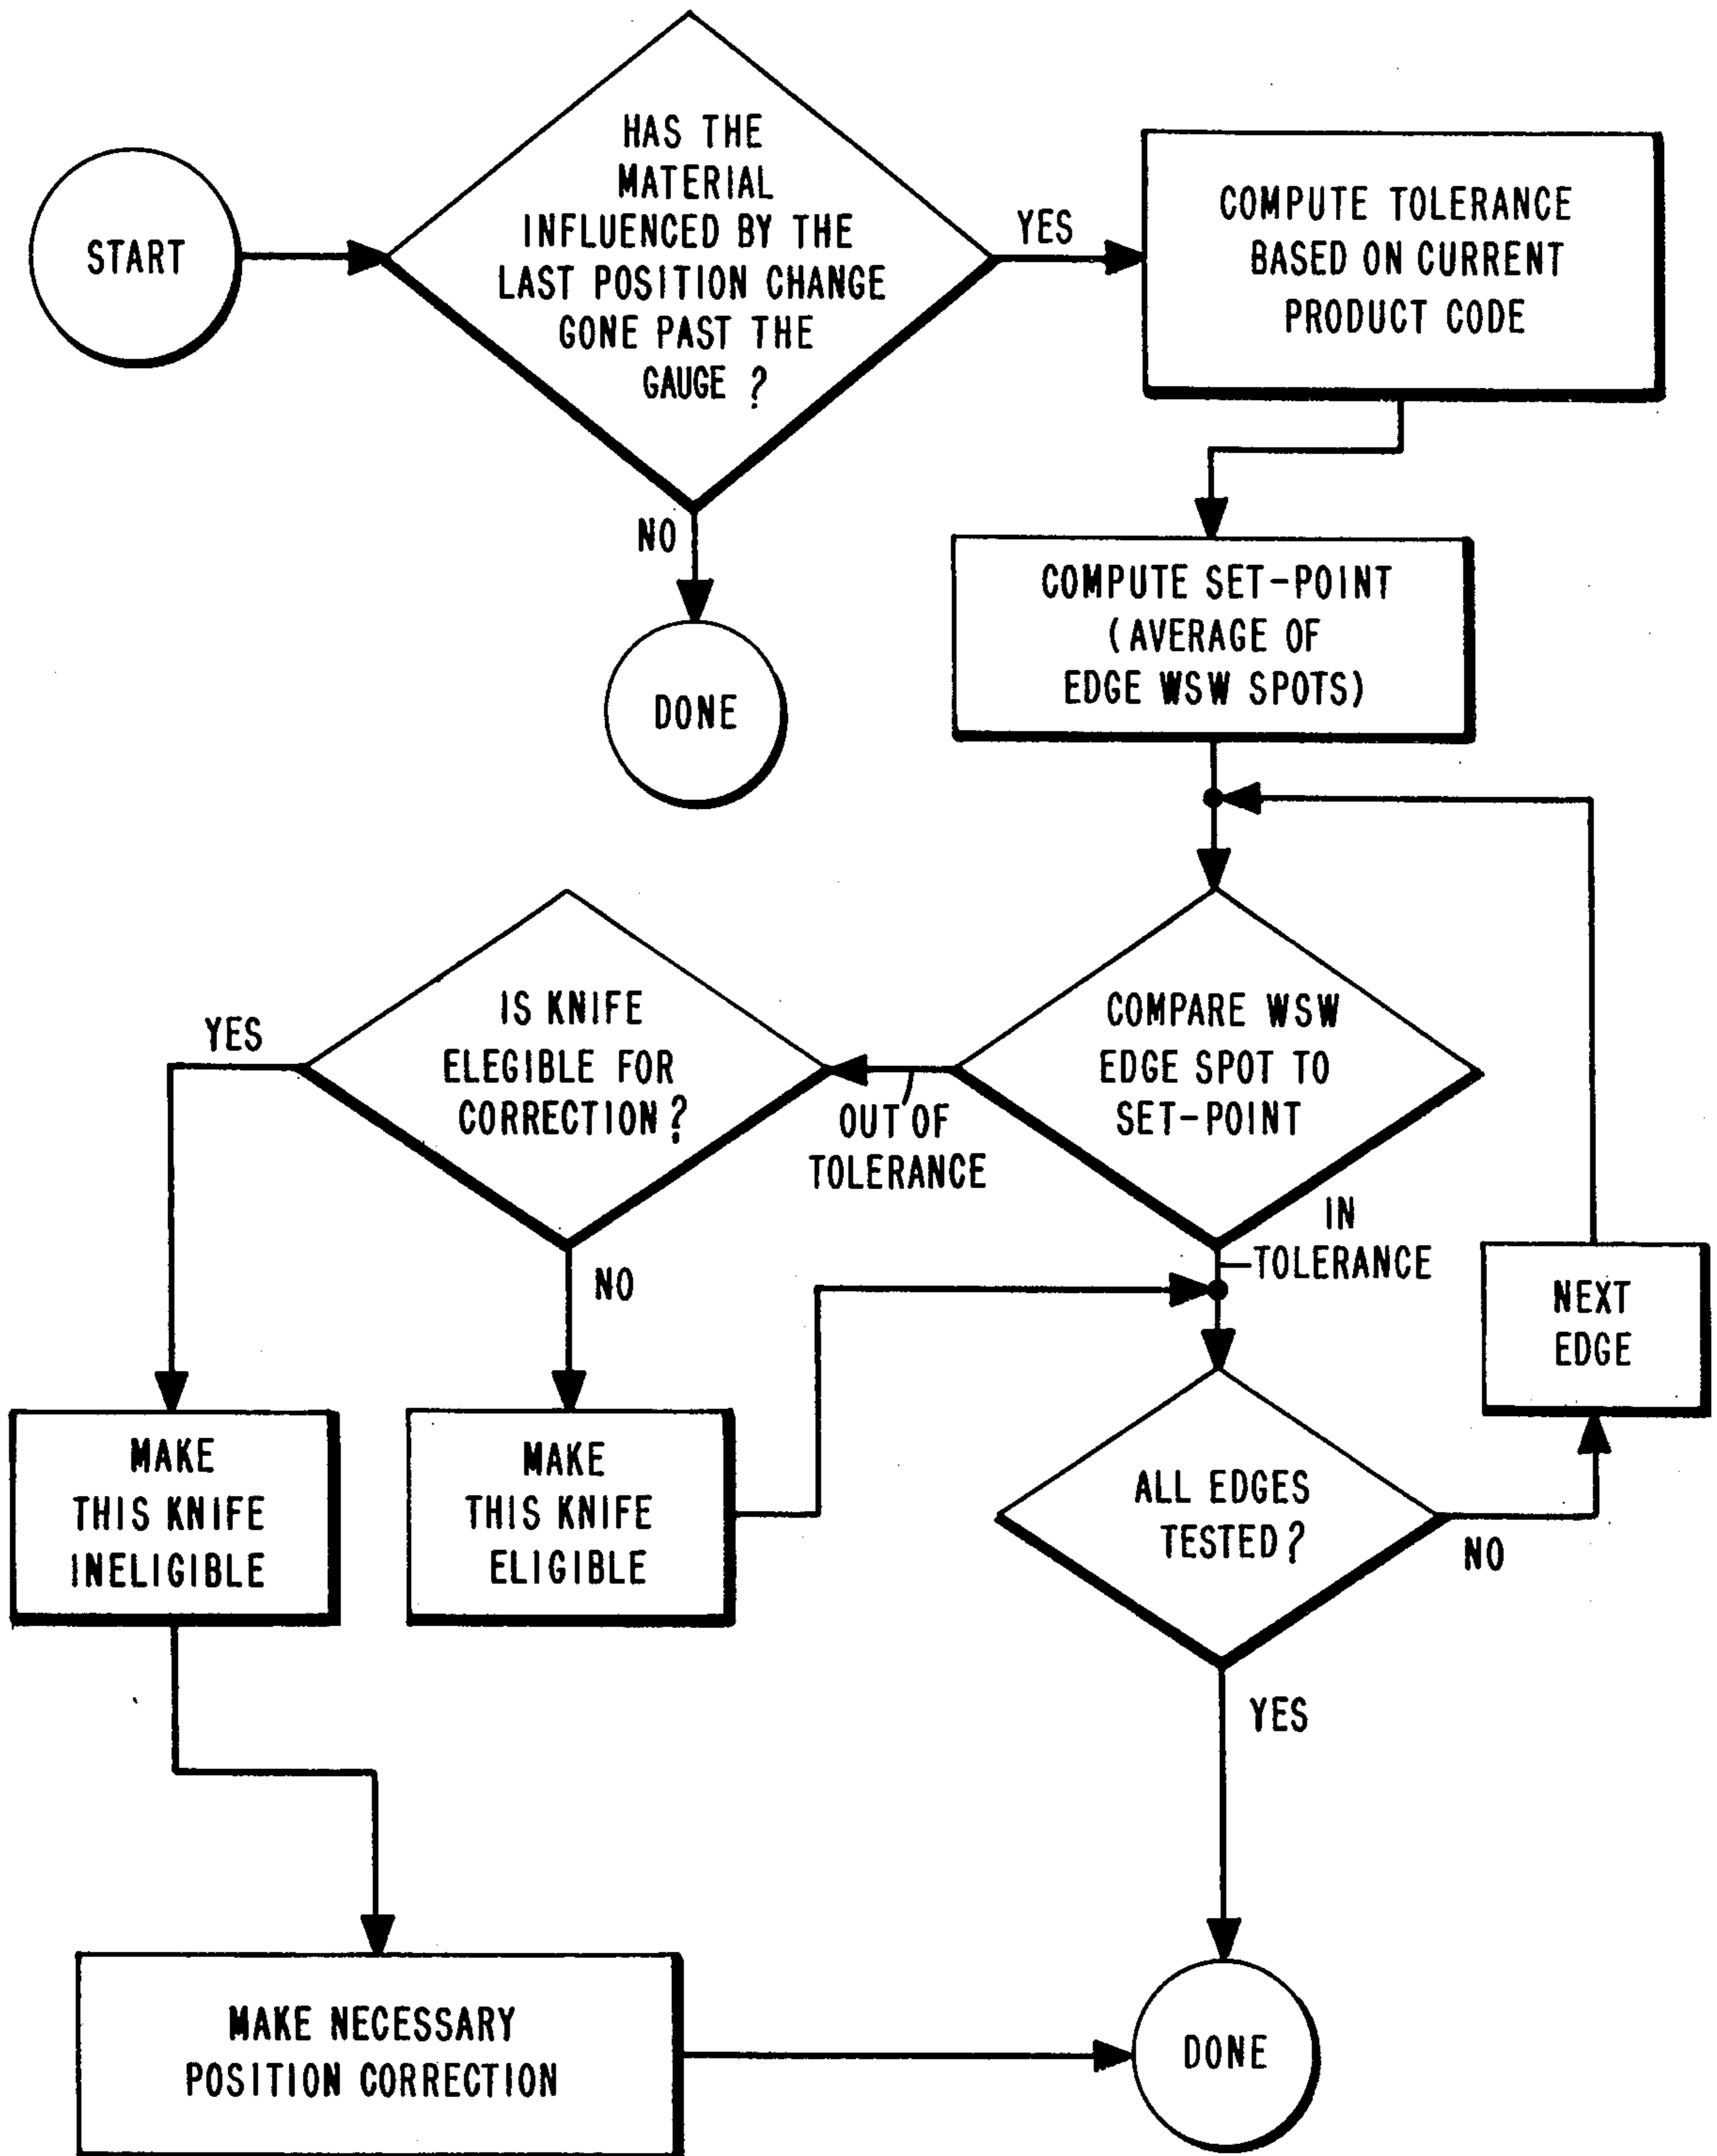 START
HAS THE
MATERIAL
INFLUENCED BY THE
LAST POSITION CHANGE
GONE PAST THE
GAUGE ?
YES
COMPUTE TOLERANCE
BASED ON CURRENT
PRODUCT CODE
NO
DONE
COMPUTE SET-POINT
(AVERAGE OF
EDGE WSW SPOTS)
COMPARE WSW
EDGE SPOT TO
SET-POINT
OUT OF
TOLERANCE
IN
TOLERANCE
IS KNIFE
ELEGIBLE FOR
CORRECTION?
YES
NO
MAKE
THIS KNIFE
INELIGIBLE
MAKE
THIS KNIFE
ELIGIBLE
ALL EDGES
TESTED?
NO
NEXT
EDGE
YES
MAKE NECESSARY
POSITION CORRECTION
DONE